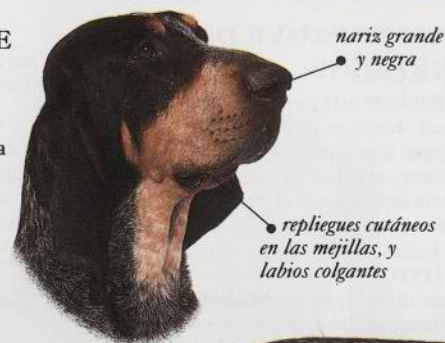 E
nariz grande
y negra
a
repliegues cutáneos
en las mejillas, y
labios colgantes